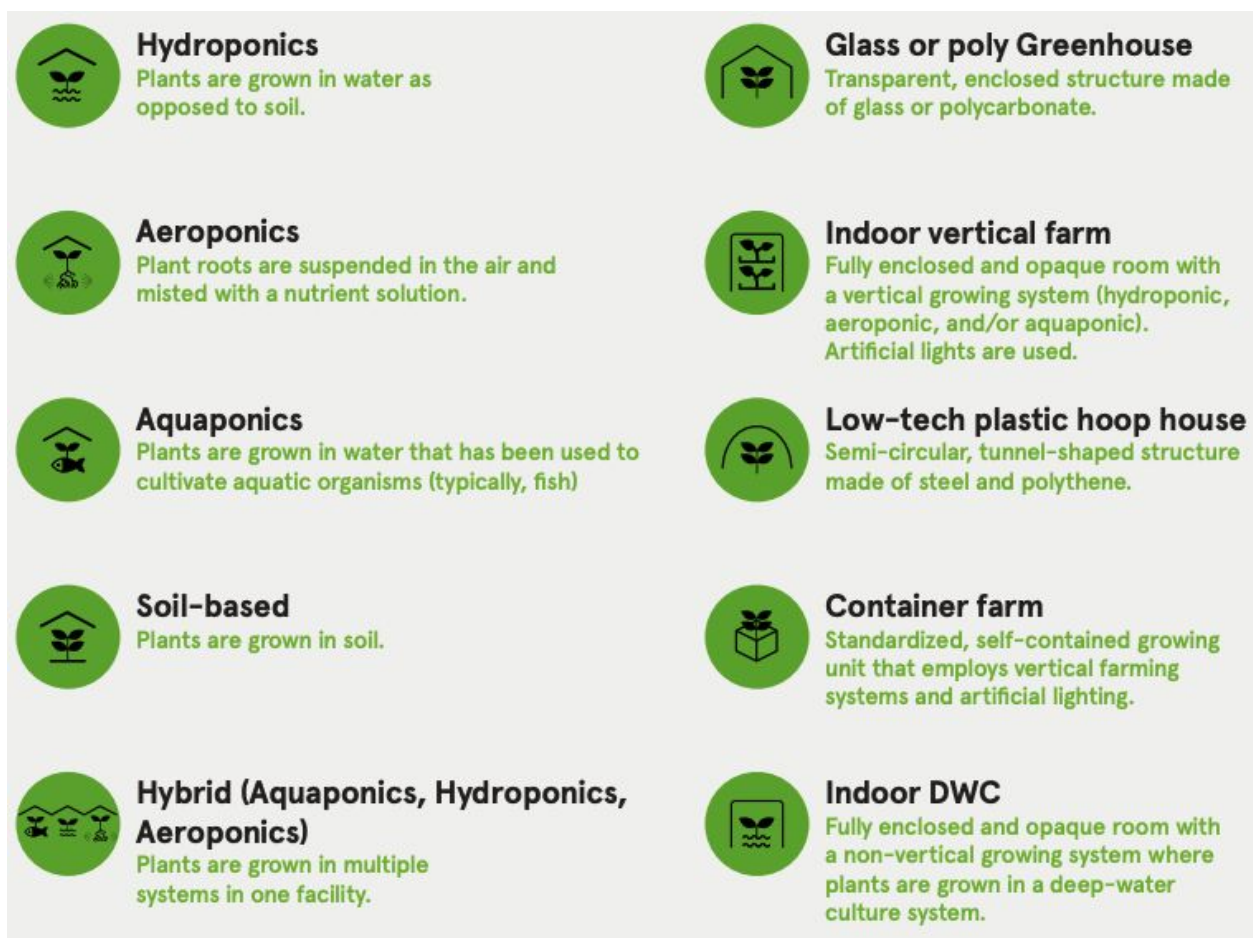 Hydroponics
Plants are grown in water as
opposed to soil.
Aeroponics
Plant roots are suspended in the air and
misted with a nutrient solution.
Aquaponics
Plants are grown in water that has been used to
cultivate aquatic organisms (typically, fish)
Soil-based
Plants are grown in soil.
Hybrid (Aquaponics, Hydroponics,
Aeroponics)
Plants are grown in multiple
systems in one facility.
Glass or poly Greenhouse
Transparent, enclosed structure made
of glass or polycarbonate.
Indoor vertical farm
Fully enclosed and opaque room with
a vertical growing system (hydroponic,
aeroponic, and/or aquaponic).
Artificial lights are used.
Low-tech plastic hoop house
Semi-circular, tunnel-shaped structure
made of steel and polythene.
Container farm
Standardized, self-contained growing
unit that employs vertical farming
systems and artificial lighting.
Indoor DWC
Fully enclosed and opaque room with
a non-vertical growing system where
plants are grown in a deep-water
culture system.